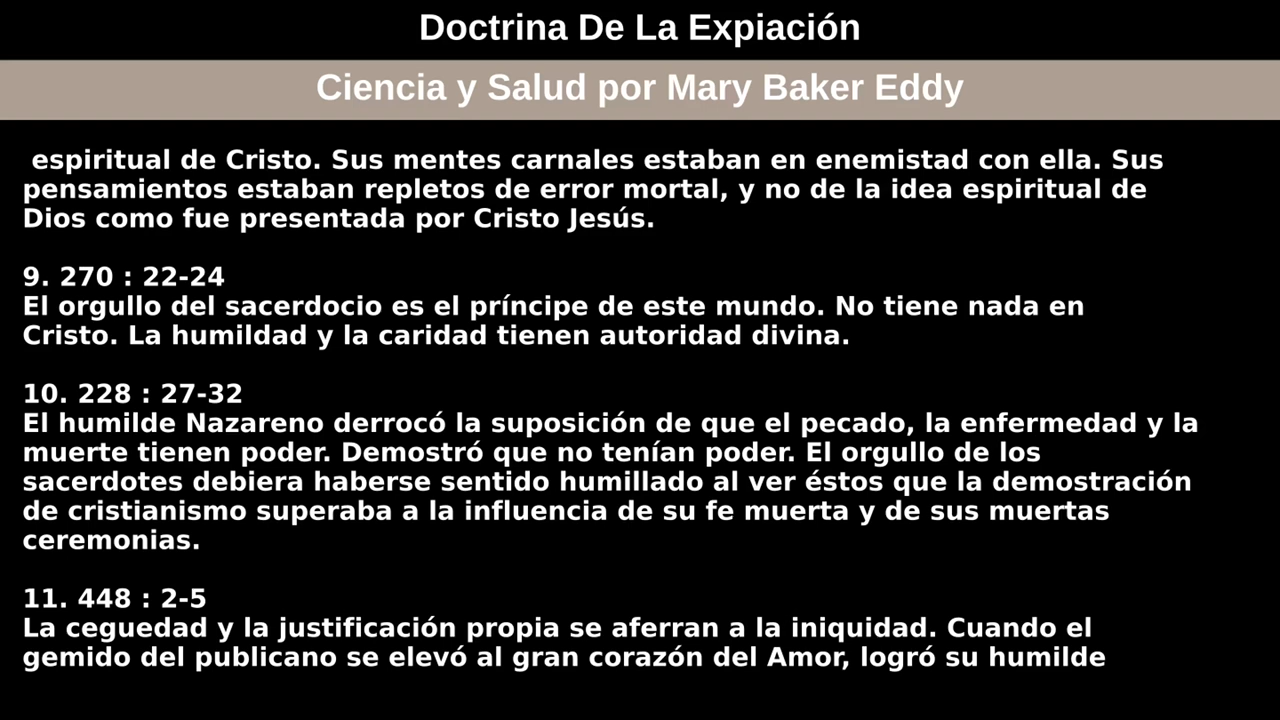 Doctrina De La Expiación
Ciencia y Salud por Mary Baker Eddy
espiritual de Cristo. Sus mentes carnales estaban en enemistad con ella. Sus
pensamientos estaban repletos de error mortal, y no de la idea espiritual de
Dios como fue presentada por Cristo Jesús.
9. 270 : 22-24
El orgullo del sacerdocio es el príncipe de este mundo. No tiene nada en
Cristo. La humildad y la caridad tienen autoridad divina.
10. 228 : 27-32
El humilde Nazareno derrocó la suposición de que el pecado, la enfermedad y la
muerte tienen poder. Demostró que no tenían poder. El orgullo de los
sacerdotes debiera haberse sentido humillado al ver éstos que la demostración
de cristianismo superaba a la influencia de su fe muerta y de sus muertas
ceremonias.
11. 448 : 2-5
La ceguedad y la justificación propia se aferran a la iniquidad. Cuando el
gemido del publicano se elevó al gran corazón del Amor, logró su humilde